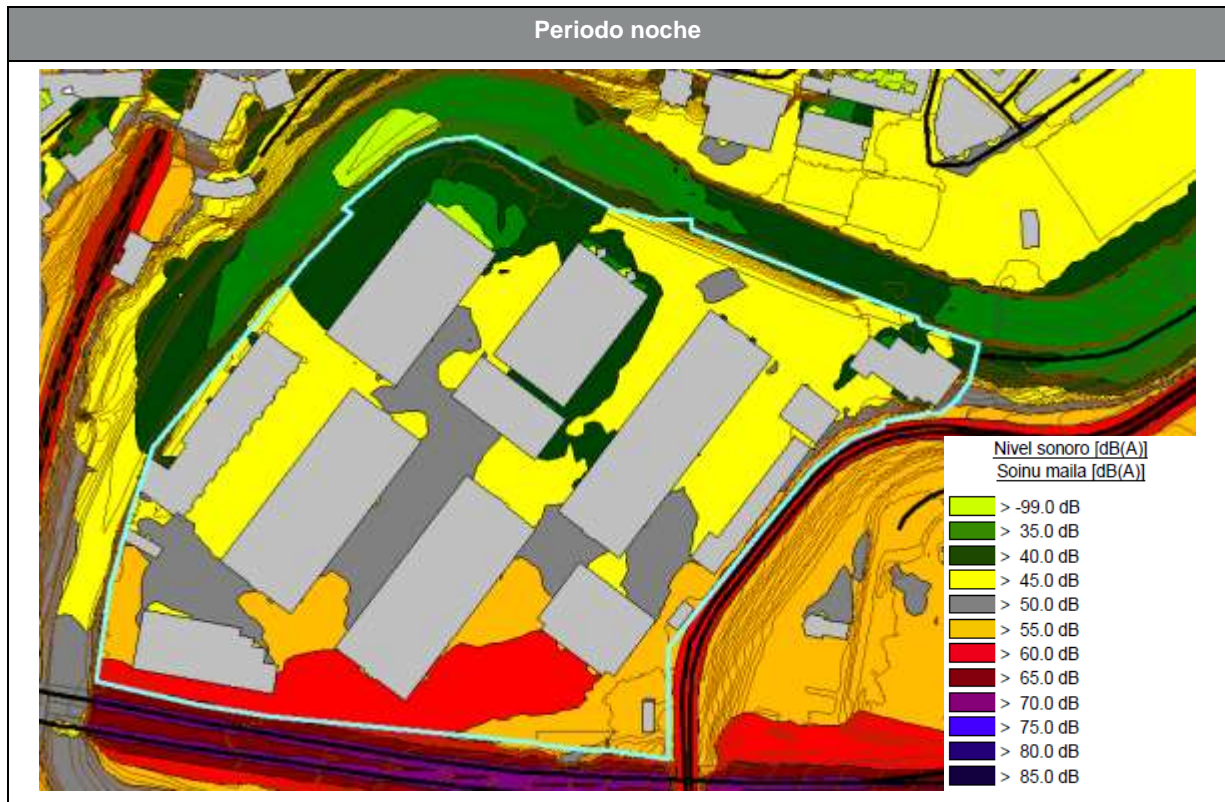 Periodo noche
Nivel sonoro [dB(A)]
Soinu maila [dB(A)]
> -99.0 dB
> 35.0 dB
> 40.0 dB
> 45.0 dB
> 50.0 dB
> 55.0 dB
> 60.0 dB
> 65.0 dB
> 70.0 dB
> 75.0 dB
> 80.0 dB
> 85.0 dB